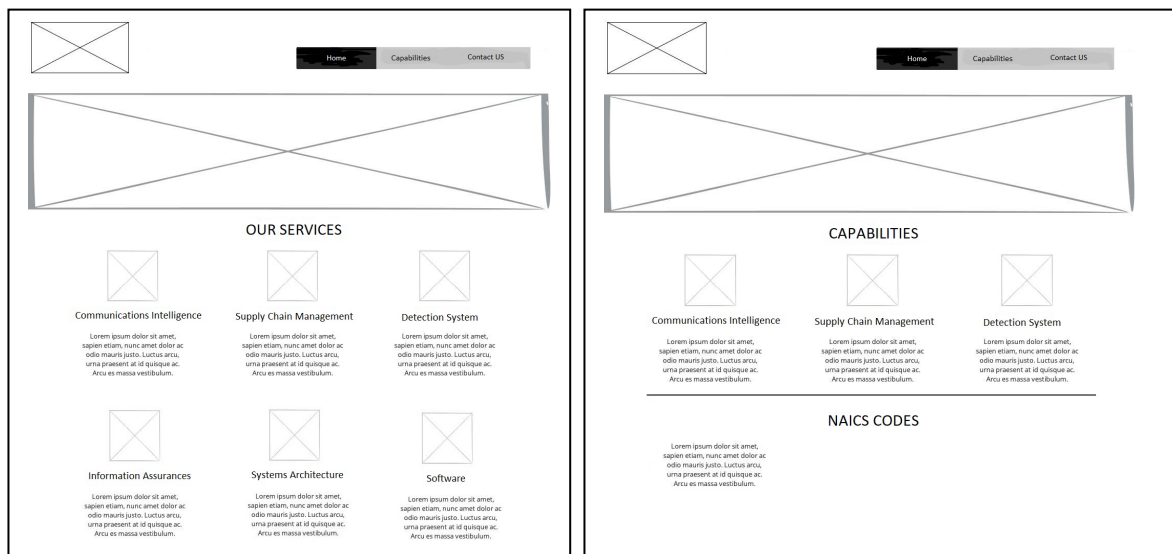 Home Capabilities Contact US
OUR SERVICES
Communications Intelligence
Lorem ipsum dolor sit amet,
sapien etiam, nunc amet dolor ac
odio mauris justo. Luctus arcu,
urna praesent at id quisque ac.
Arcu es massa vestibulum.
Supply Chain Management
Lorem ipsum dolor sit amet,
sapien etiam, nunc amet dolor ac
odio mauris justo. Luctus arcu,
urna praesent at id quisque ac.
Arcu es massa vestibulum.
Detection System
Lorem ipsum dolor sit amet,
sapien etiam, nunc amet dolor ac
odio mauris justo. Luctus arcu,
urna praesent at id quisque ac.
Arcu es massa vestibulum.
Information Assurances
Lorem ipsum dolor sit amet,
sapien etiam, nunc amet dolor ac
odio mauris justo. Luctus arcu,
urna praesent at id quisque ac.
Arcu es massa vestibulum.
Systems Architecture
Lorem ipsum dolor sit amet,
sapien etiam, nunc amet dolor ac
odio mauris justo. Luctus arcu,
urna praesent at id quisque ac.
Arcu es massa vestibulum.
Software
Lorem ipsum dolor sit amet,
sapien etiam, nunc amet dolor ac
odio mauris justo. Luctus arcu,
urna praesent at id quisque ac.
Arcu es massa vestibulum.
Home Capabilities Contact US
CAPABILITIES
Communications Intelligence
Lorem ipsum dolor sit amet,
sapien etiam, nunc amet dolor ac
odio mauris justo. Luctus arcu,
urna praesent at id quisque ac.
Arcu es massa vestibulum.
Supply Chain Management
Lorem ipsum dolor sit amet,
sapien etiam, nunc amet dolor ac
odio mauris justo. Luctus arcu,
urna praesent at id quisque ac.
Arcu es massa vestibulum.
Detection System
Lorem ipsum dolor sit amet,
sapien etiam, nunc amet dolor ac
odio mauris justo. Luctus arcu,
urna praesent at id quisque ac.
Arcu es massa vestibulum.
NAICS CODES
Lorem ipsum dolor sit amet,
sapien etiam, nunc amet dolor ac
odio mauris justo. Luctus arcu,
urna praesent at id quisque ac.
Arcu es massa vestibulum.